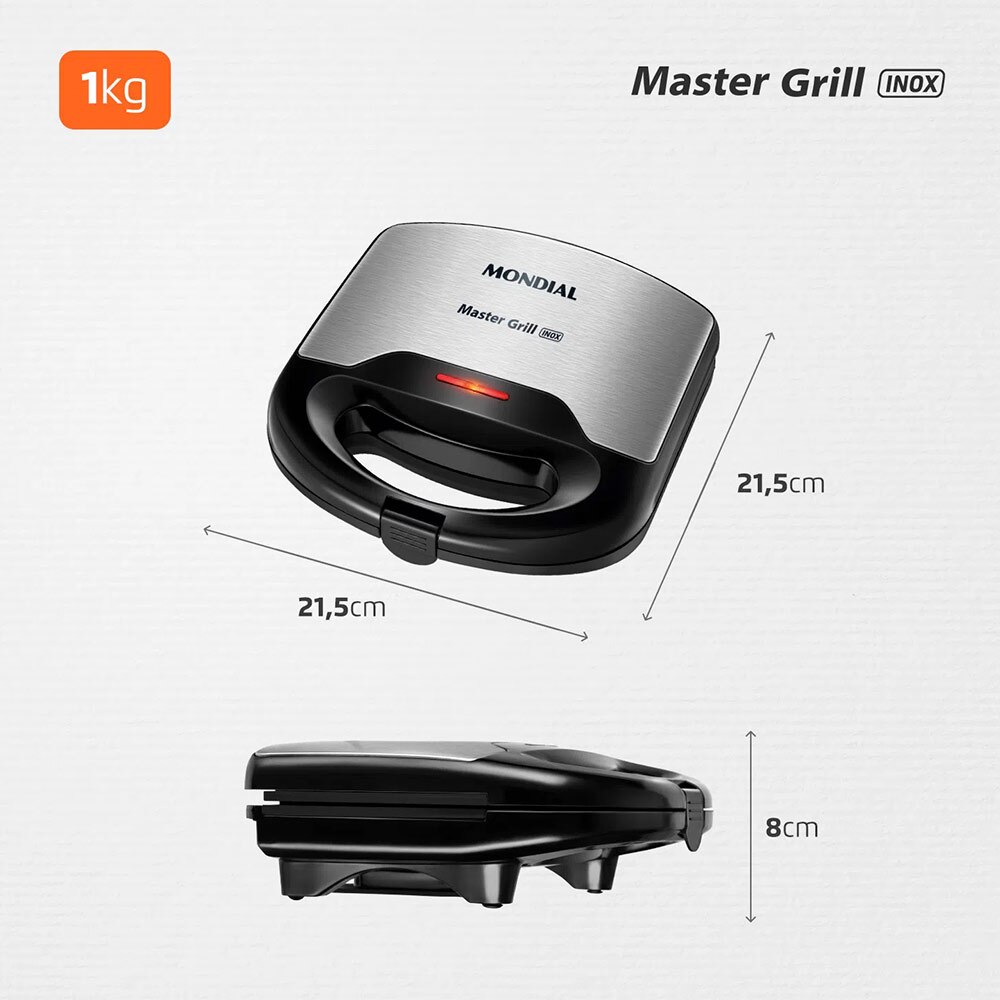 1kg
Master Grill INOX
MONDIAL
Master Grill INOX
21,5cm
21,5cm
8cm